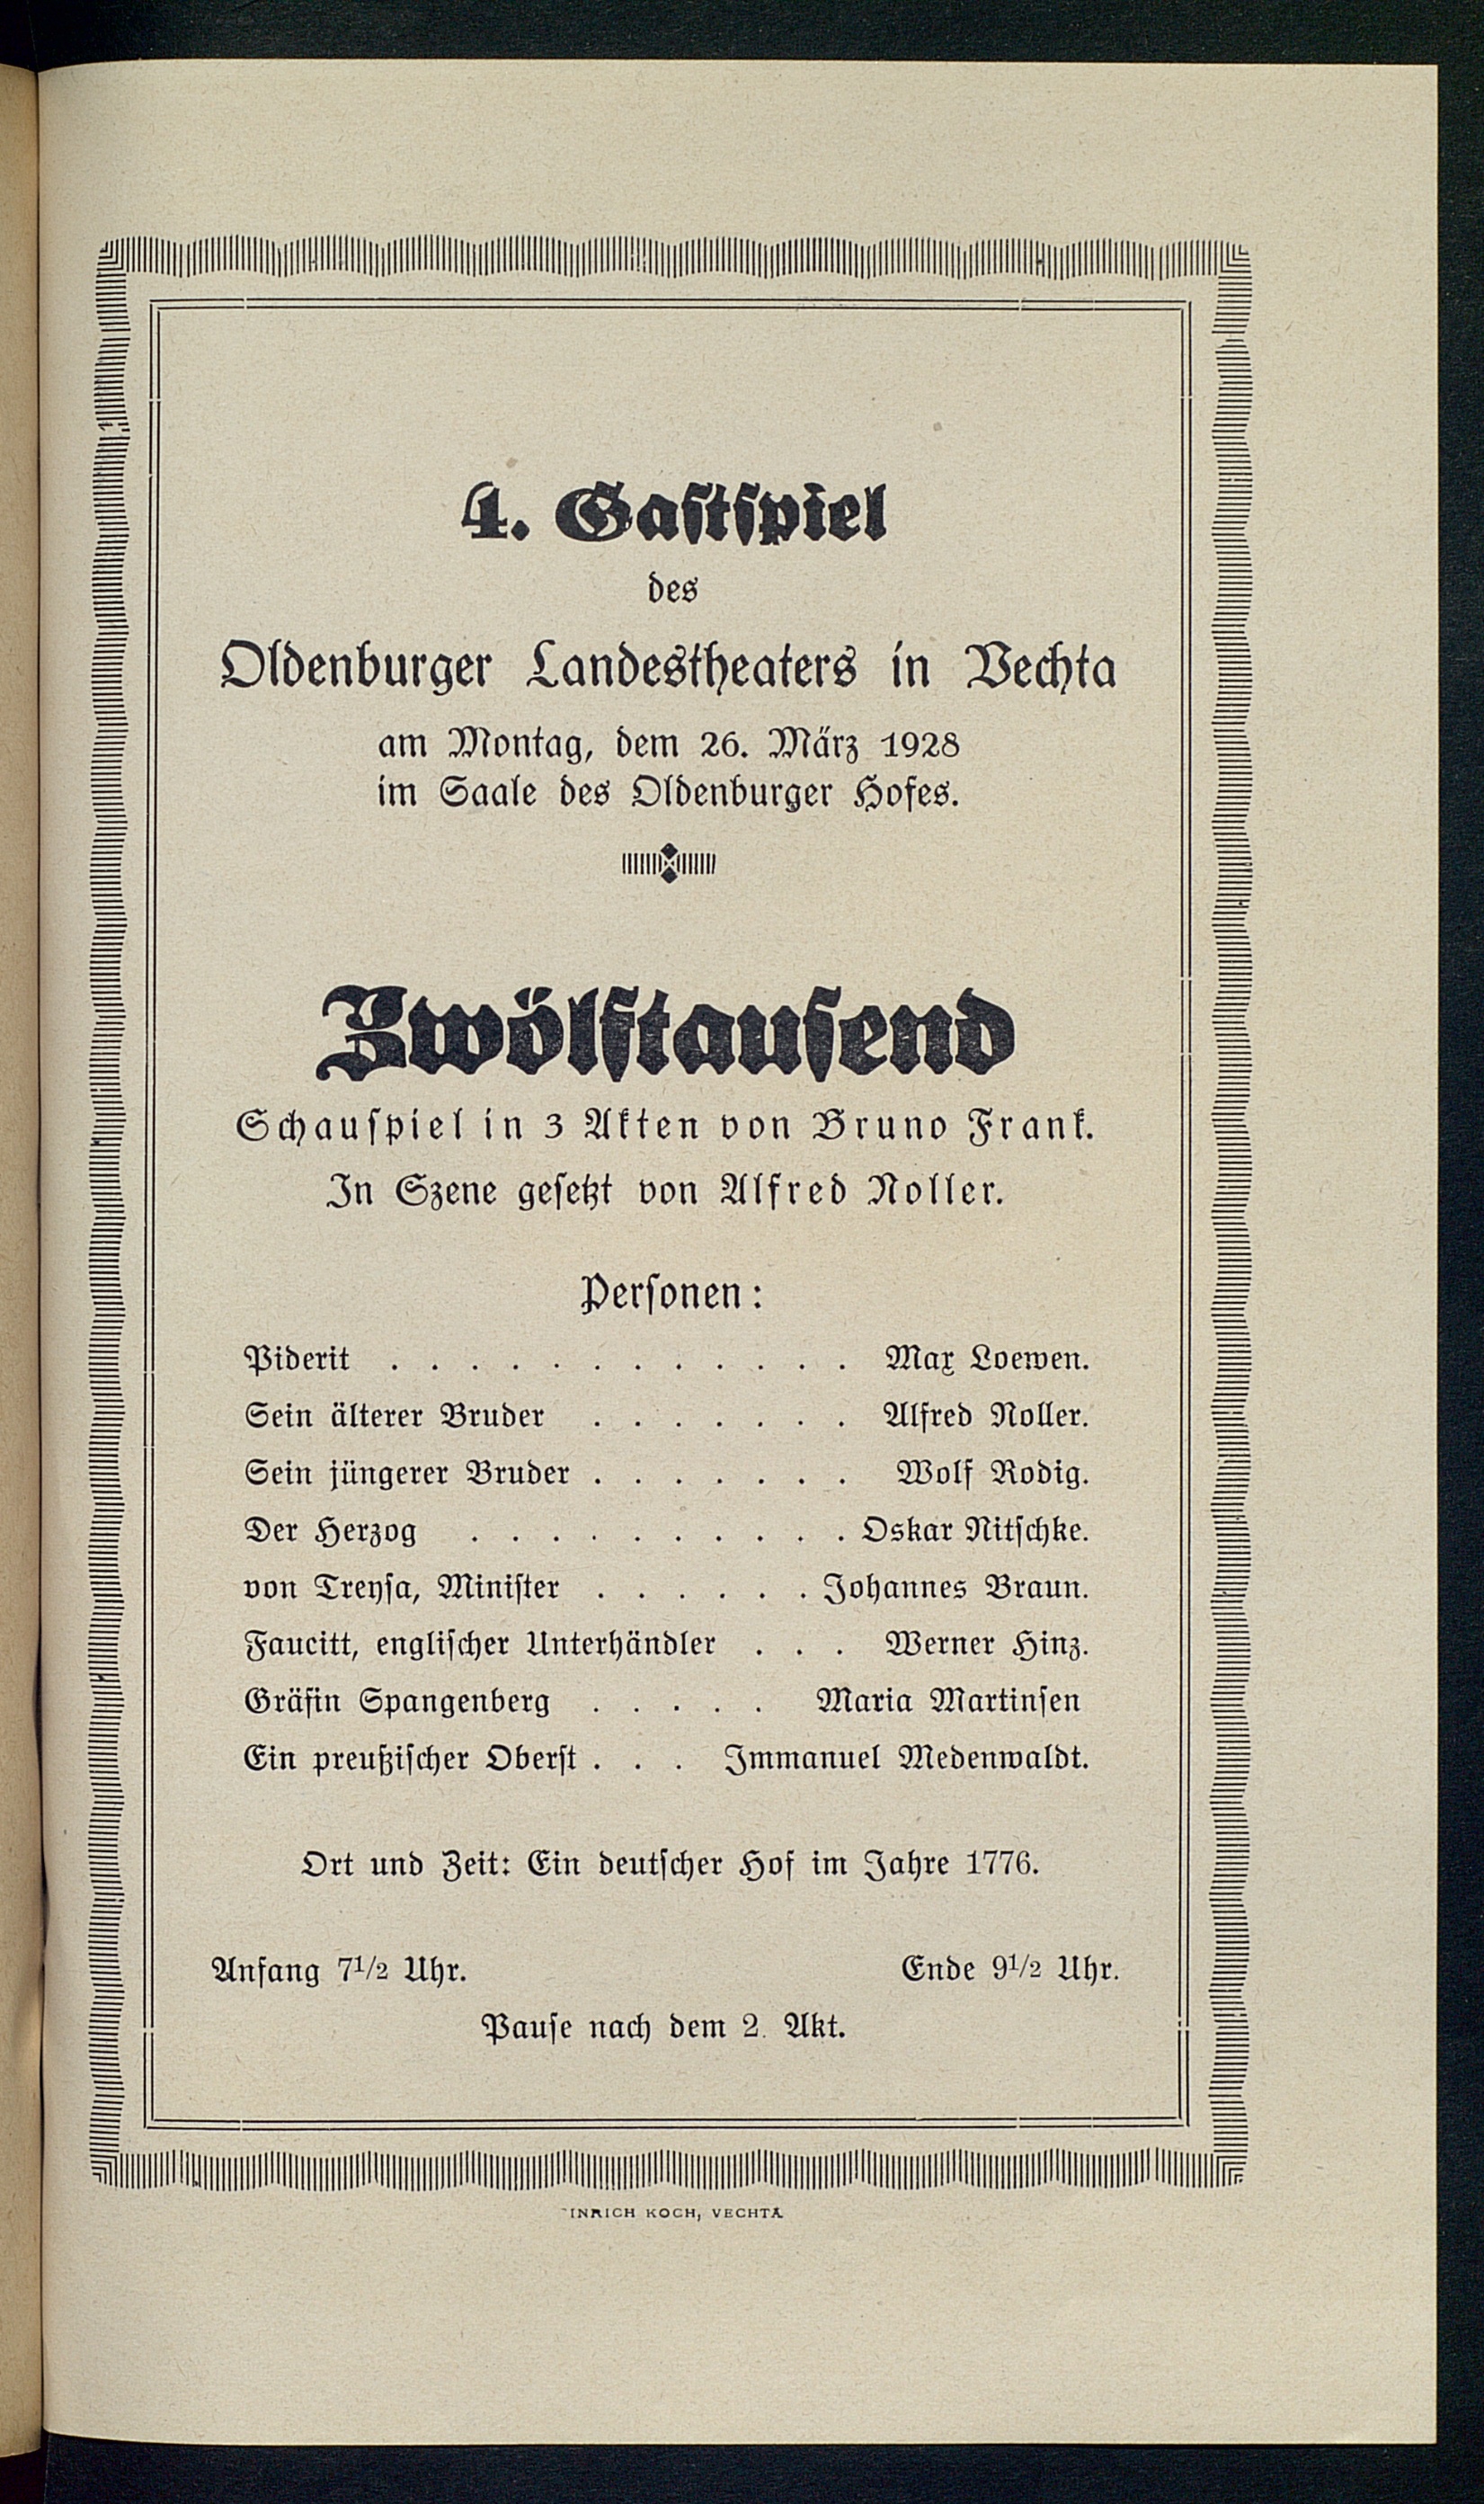 4. Gastspiel
des
Oldenburger Landestheaters in Vechta
am Montag, dem 26. März 1928
im Saale des Oldenburger Hofes.
Zwölftausend
Schauspiel in 3 Akten von Bruno Frank.
In Szene gesetzt von Alfred Noller.
Personen:
Piderit . . . . . . . . . . . . Max Loewen.
Sein älterer Bruder . . . . . . . Alfred Noller.
Sein jüngerer Bruder . . . . . . . Wolf Rodig.
Der Herzog . . . . . . . . . . Oskar Nitschke.
von Treysa, Minister . . . . . . Johannes Braun.
Faucitt, englischer Unterhändler . . . Werner Hinz.
Gräfin Spangenberg . . . . . Maria Martinsen
Ein preußischer Oberst . . . Immanuel Medenwaldt.
Ort und Zeit: Ein deutscher Hof im Jahre 1776.
Anfang 7 1/2 Uhr. Ende 9 1/2 Uhr.
Pause nach dem 2. Akt.
INRICH KOCH, VECHTA